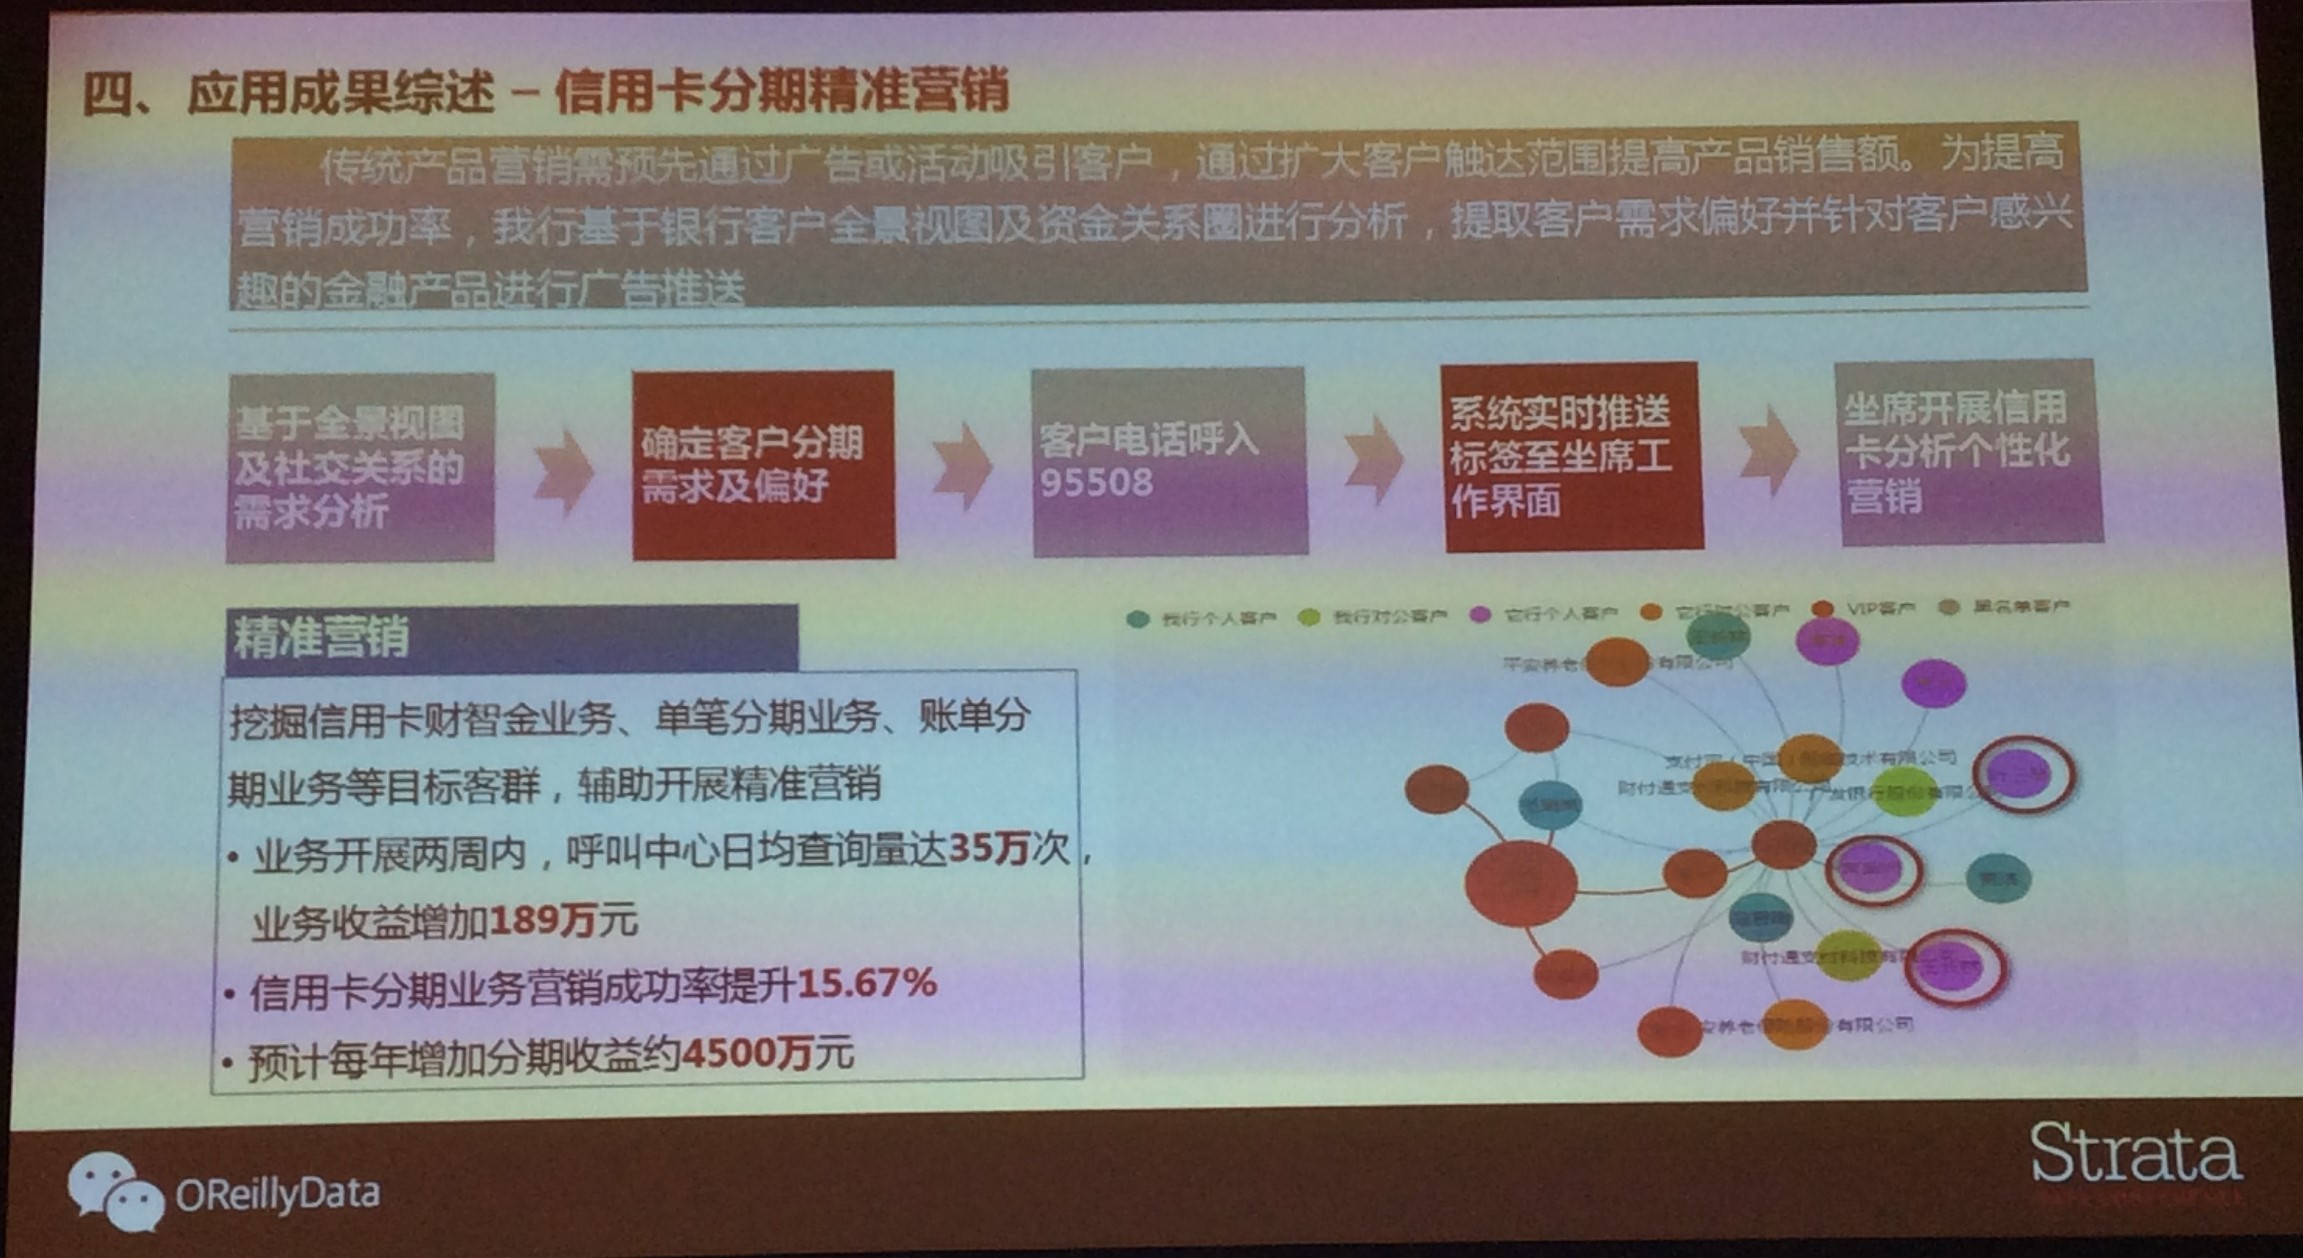 四、应用成果综述 – 信用卡分期精准营销
传统产品营销需预先通过广告或活动吸引客户，通过扩大客户触达范围提高产品销售额。为提高
营销成功率，我行基于银行客户全景视图及资金关系圈进行分析，提取客户需求偏好并针对客户感兴
趣的金融产品进行广告推送
基于全景视图
及社交关系的
需求分析
确定客户分期
需求及偏好
客户电话呼入
95508
系统实时推送
标签至坐席工
作界面
坐席开展信用
卡分析个性化
营销
精准营销
挖掘信用卡财智金业务、单笔分期业务、账单分
期业务等目标客群，辅助开展精准营销
• 业务开展两周内，呼叫中心日均查询量达35万次，
业务收益增加189万元
• 信用卡分期业务营销成功率提升15.67%
• 预计每年增加分期收益约4500万元
我行个人客户 我行对公客户 它行个人客户 它行对公客户 VIP客户 黑名单客户
平安养老 有限公司
支付宝（中国） 技术有限公司
财付通支 有限公
广发银行股份有限公
财付通支付科技有限
安养老保险股份有限公司
OReillyData
Strata